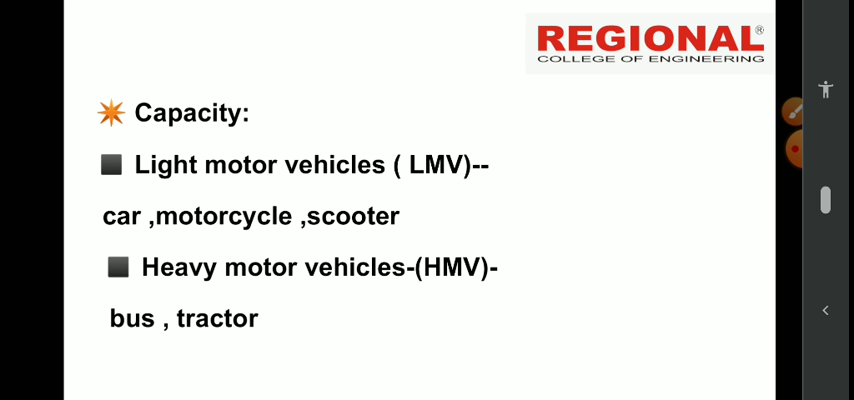 REGIONAL®
COLLEGE OF ENGINEERING
Capacity:
Light motor vehicles ( LMV)--
car ,motorcycle ,scooter
Heavy motor vehicles-(HMV)-
bus , tractor